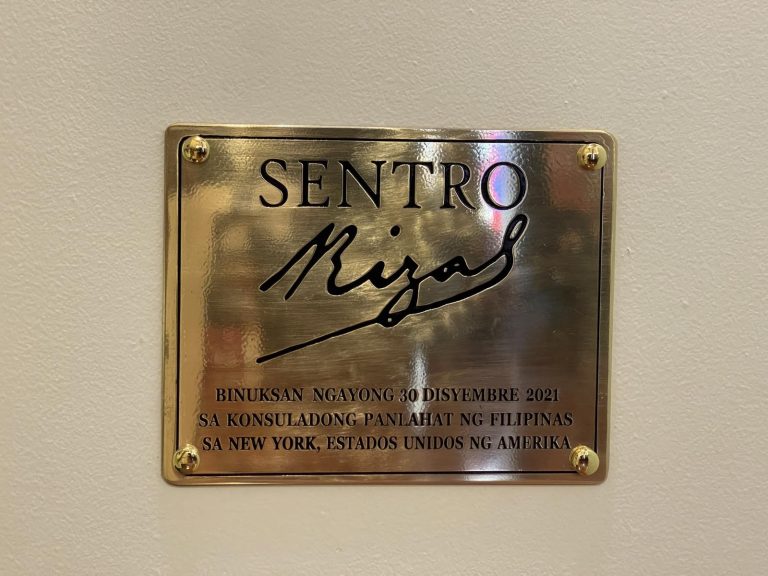 SENTRO
Rizal
BINUKSAN NGAYONG 30 DISYEMBRE 2021
SA KONSULADONG PANLAHAT NG FILIPINAS
SA NEW YORK, ESTADOS UNIDOS NG AMERIKA